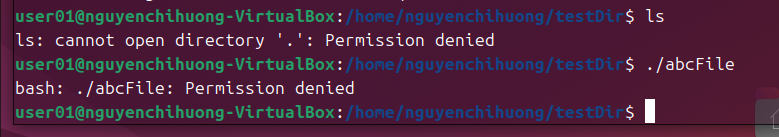 user01@nguyenchihuong-VirtualBox:/home/nguyenchihuong/testDir$ ls
ls: cannot open directory '.': Permission denied
user01@nguyenchihuong-VirtualBox:/home/nguyenchihuong/testDir$ ./abcFile
bash: ./abcFile: Permission denied
user01@nguyenchihuong-VirtualBox:/home/nguyenchihuong/testDir$